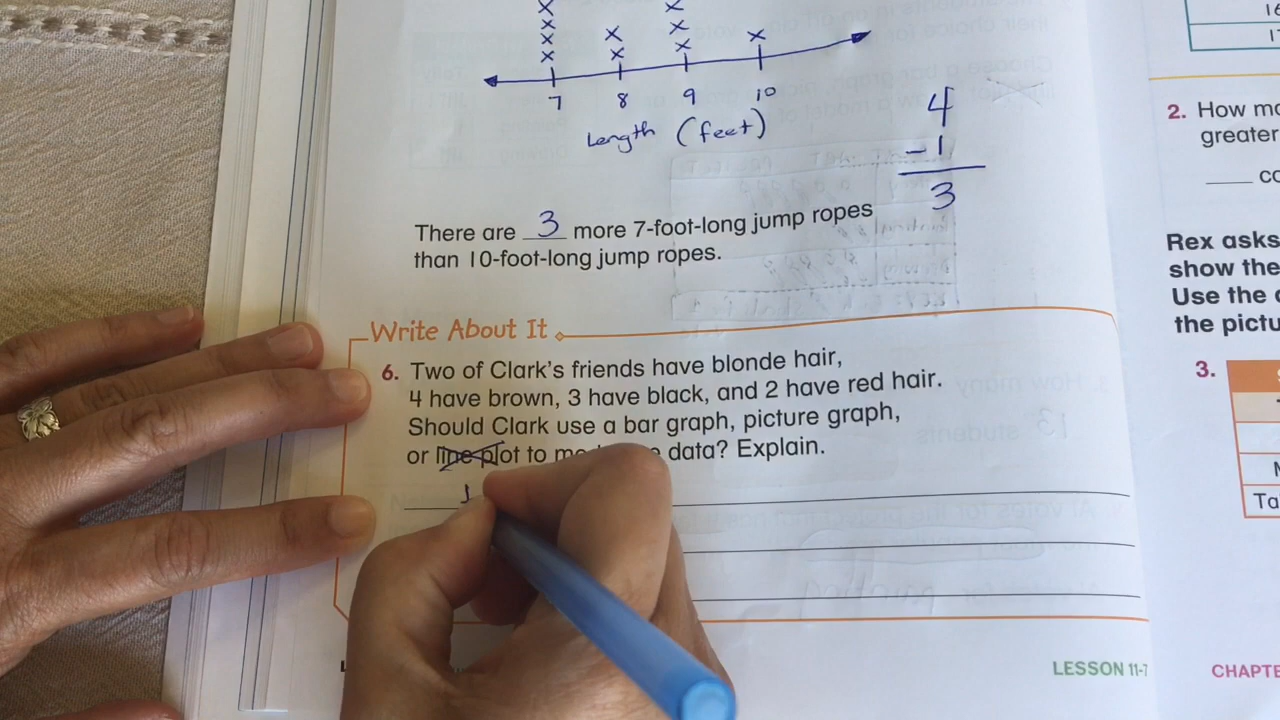 7 8 9 10
Length (feet)
4
-1
3
There are 3 more 7-foot-long jump ropes
than 10-foot-long jump ropes.
Write About It
6. Two of Clark's friends have blonde hair,
4 have brown, 3 have black, and 2 have red hair.
Should Clark use a bar graph, picture graph,
or line plot to data? Explain.
LESSON 11-7
16
2. How
greater
Rex asks
show the
Use the
the
3.
CHAPTE